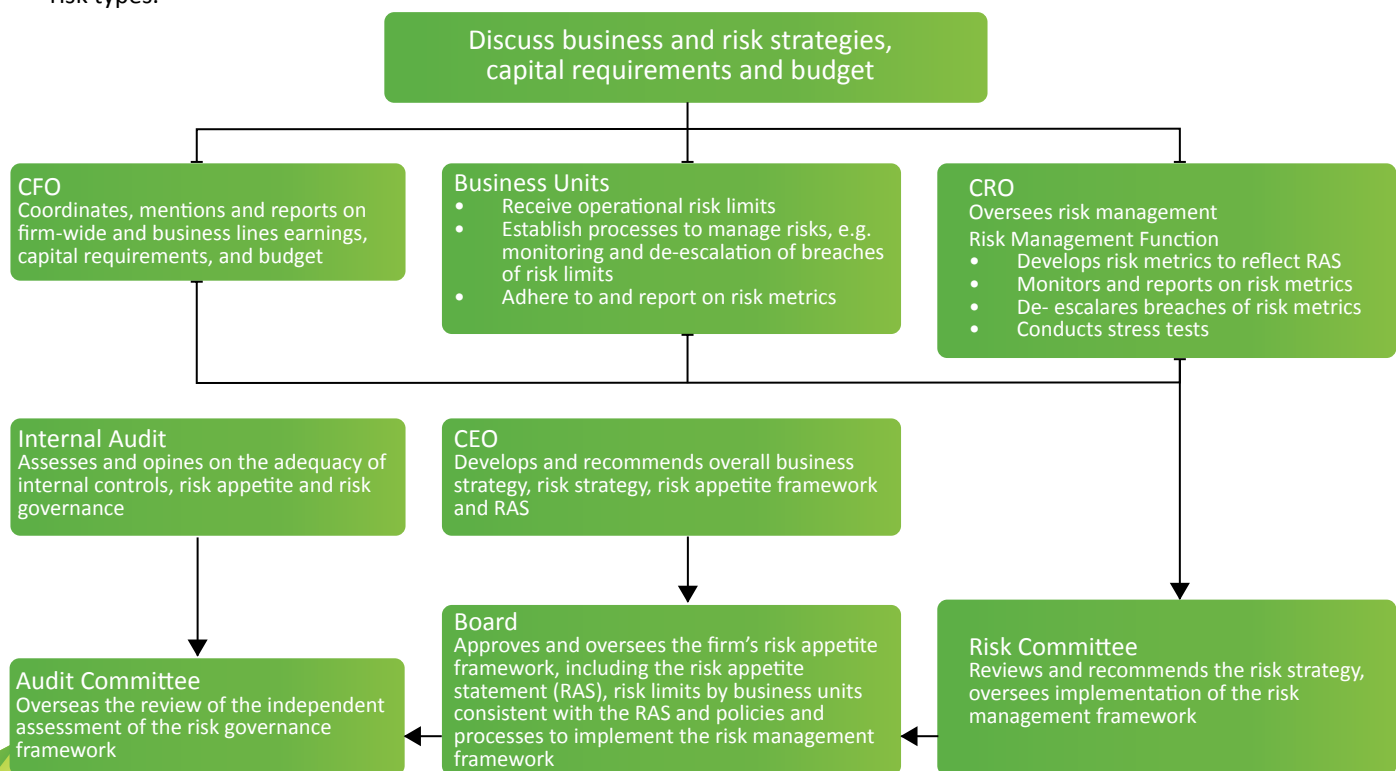 risk types.
Discuss business and risk strategies,
capital requirements and budget
CFO
Coordinates, mentions and reports on
firm-wide and business lines earnings,
capital requirements, and budget
Business Units
• Receive operational risk limits
• Establish processes to manage risks, e.g.
monitoring and de-escalation of breaches
of risk limits
• Adhere to and report on risk metrics
CRO
Oversees risk management
Risk Management Function
• Develops risk metrics to reflect RAS
• Monitors and reports on risk metrics
• De- escalares breaches of risk metrics
• Conducts stress tests
Internal Audit
Assesses and opines on the adequacy of
internal controls, risk appetite and risk
governance
CEO
Develops and recommends overall business
strategy, risk strategy, risk appetite framework
and RAS
Audit Committee
Overseas the review of the independent
assessment of the risk governance
framework
Board
Approves and oversees the firm's risk appetite
framework, including the risk appetite
statement (RAS), risk limits by business units
consistent with the RAS and policies and
processes to implement the risk management
framework
Risk Committee
Reviews and recommends the risk strategy,
oversees implementation of the risk
management framework